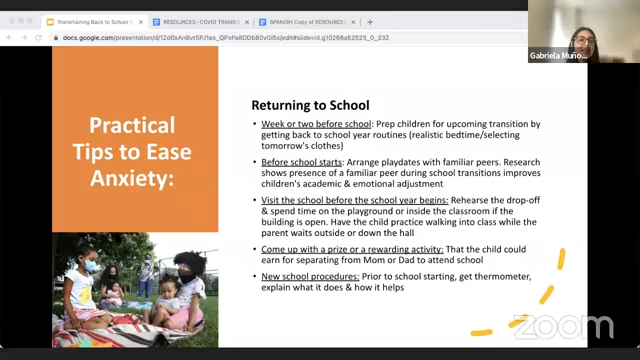 Transitioning Back to School
RESOURCES- COVID TRANSIT
SPANISH Copy of RESOURCE
docs.google.com/presentation/d/
Gabriela Muño...
Practical
Tips to Ease
Anxiety:
Returning to School
• Week or two before school: Prep children for upcoming transition by
getting back to school year routines (realistic bedtime/selecting
tomorrow's clothes)
• Before school starts: Arrange playdates with familiar peers. Research
shows presence of a familiar peer during school transitions improves
children's academic & emotional adjustment
• Visit the school before the school year begins: Rehearse the drop-off
& spend time on the playground or inside the classroom if the
building is open. Have the child practice walking into class while the
parent waits outside or down the hall
• Come up with a prize or a rewarding activity: That the child could
earn for separating from Mom or Dad to attend school
• New school procedures: Prior to school starting, get thermometer,
explain what it does & how it helps
zoom